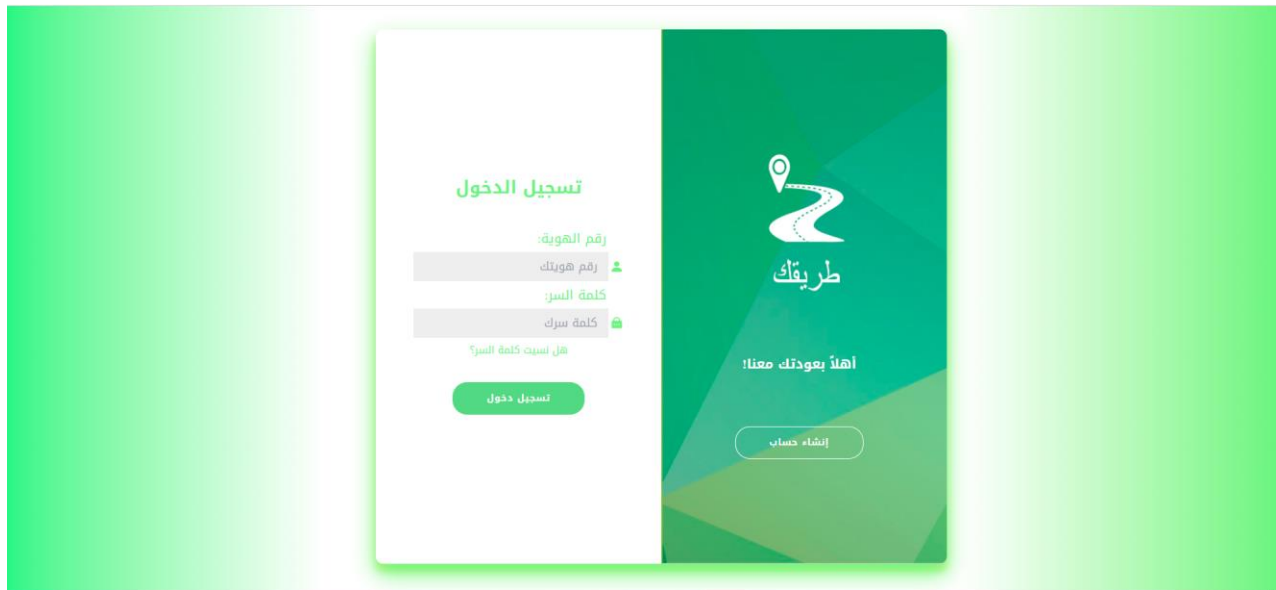 طريقك
أهلاً بعودتك معنا!
إنشاء حساب
تسجيل الدخول
رقم الهوية:
رقم هويتك
كلمة السر:
كلمة سرك
هل نسيت كلمة السر؟
تسجيل دخول